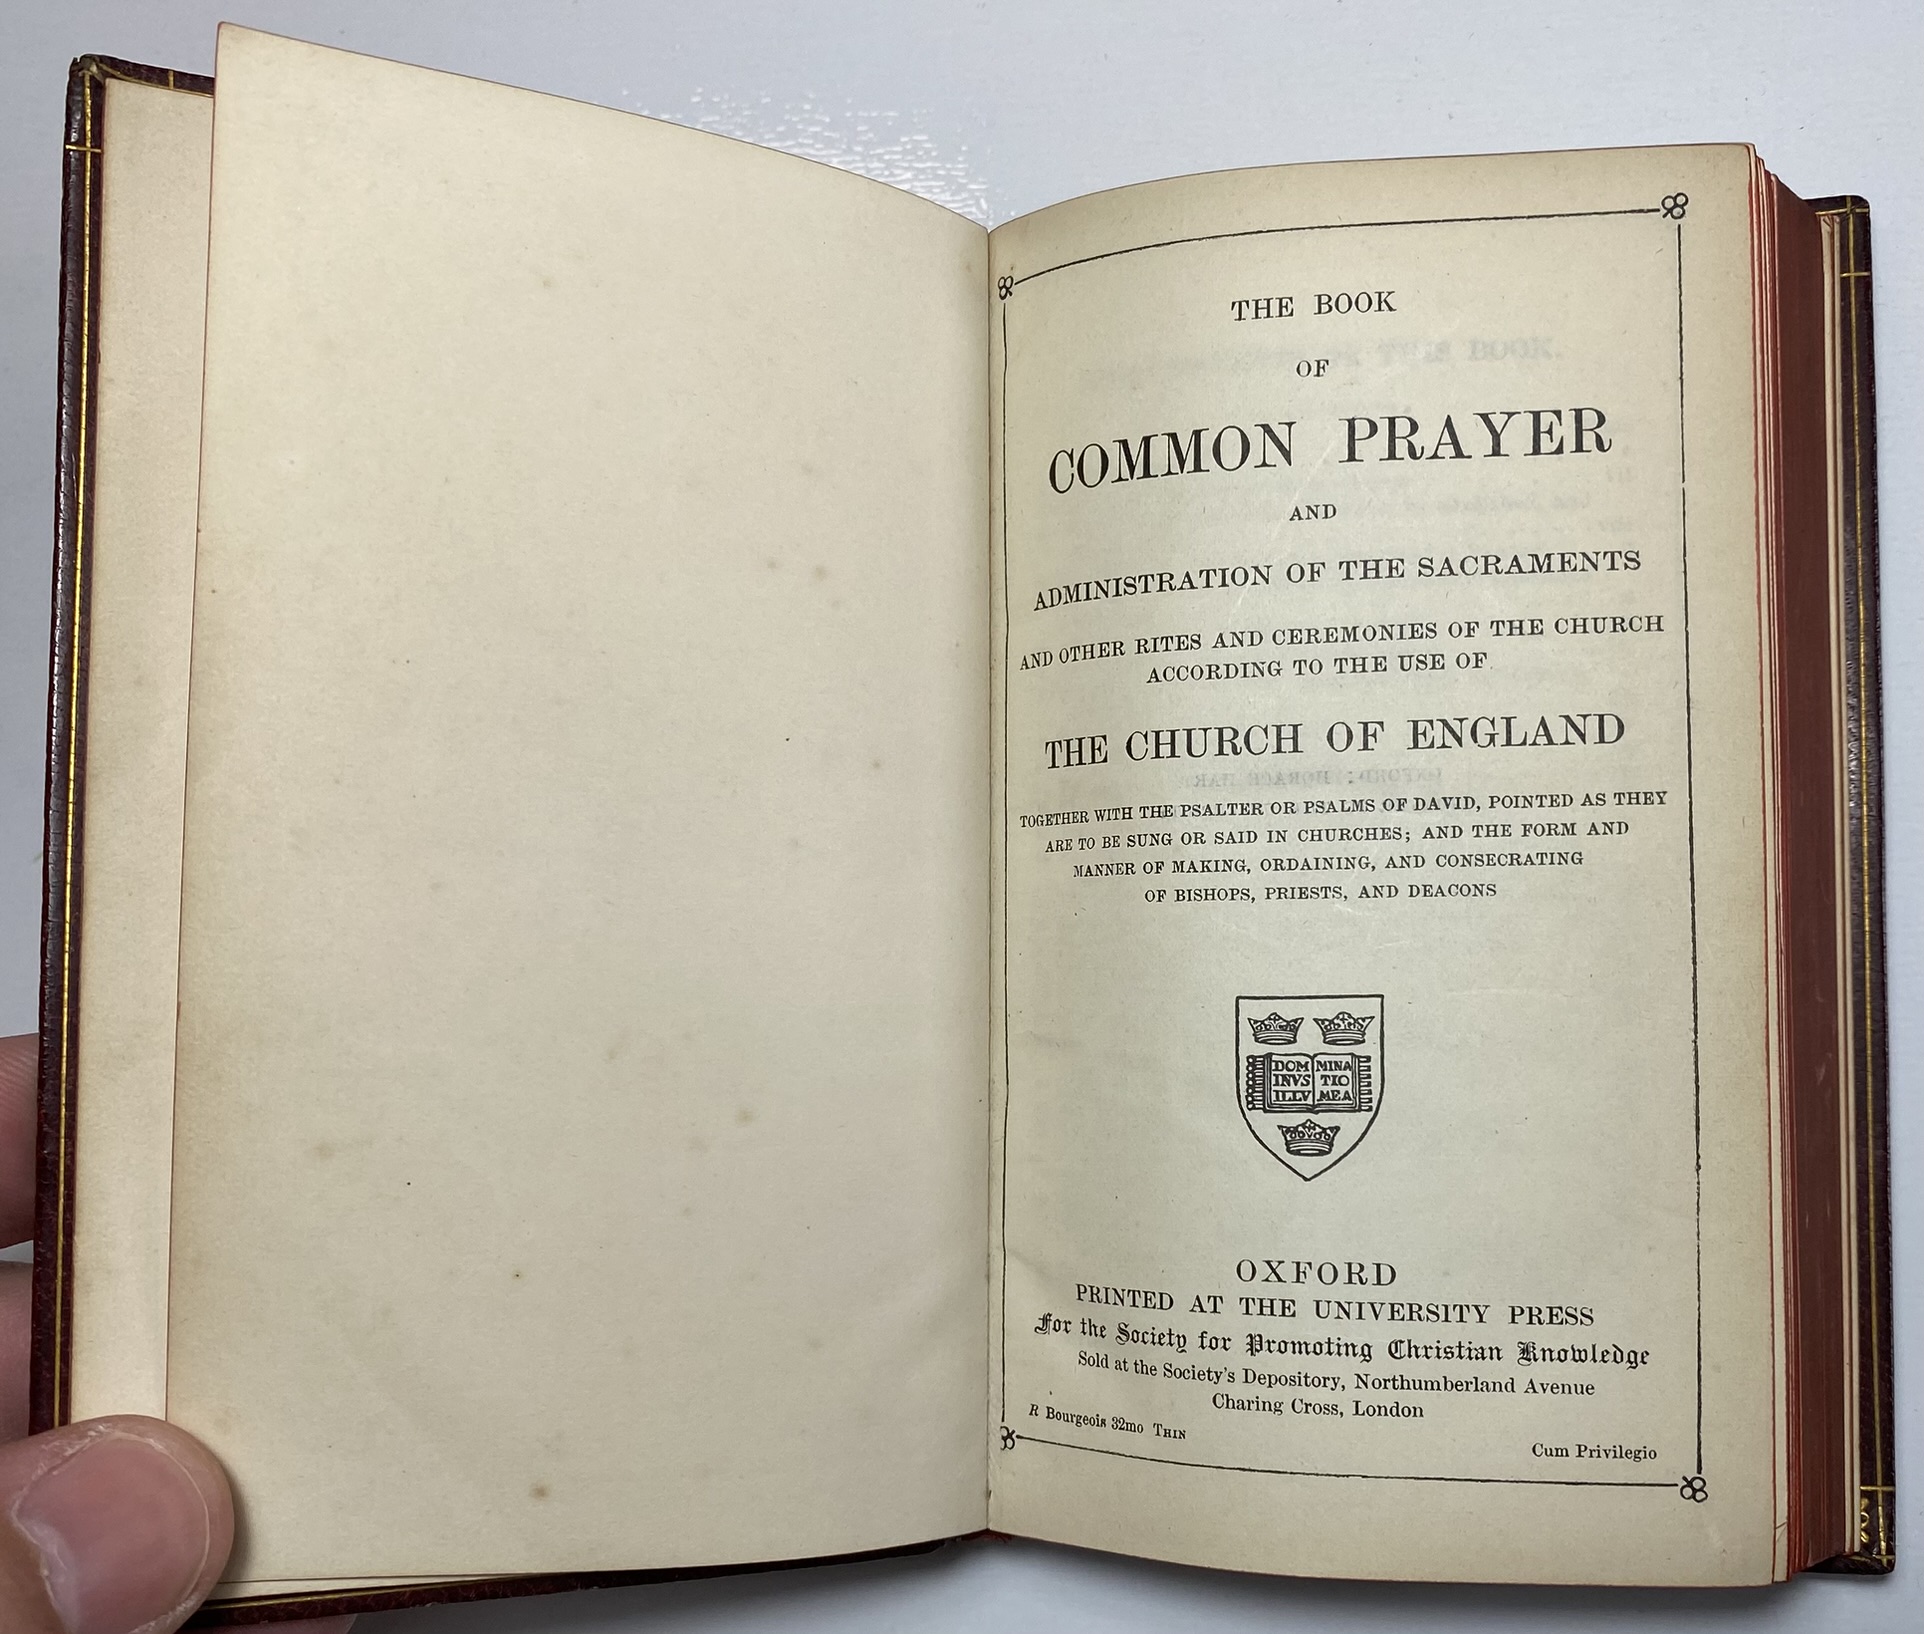 THE BOOK
OF
COMMON PRAYER
AND
ADMINISTRATION OF THE SACRAMENTS
AND OTHER RITES AND CEREMONIES OF THE CHURCH
ACCORDING TO THE USE OF
THE CHURCH OF ENGLAND
TOGETHER WITH THE PSALTER OR PSALMS OF DAVID, POINTED AS THEY
ARE TO BE SUNG OR SAID IN CHURCHES; AND THE FORM AND
MANNER OF MAKING, ORDAINING, AND CONSECRATING
OF BISHOPS, PRIESTS, AND DEACONS
DOM MINA
INVS TIO
ILLV MEA
OXFORD
PRINTED AT THE UNIVERSITY PRESS
For the Society for Promoting Christian Knowledge
Sold at the Society's Depository, Northumberland Avenue
Charing Cross, London
R Bourgeois 32mo THIN
Cum Privilegio